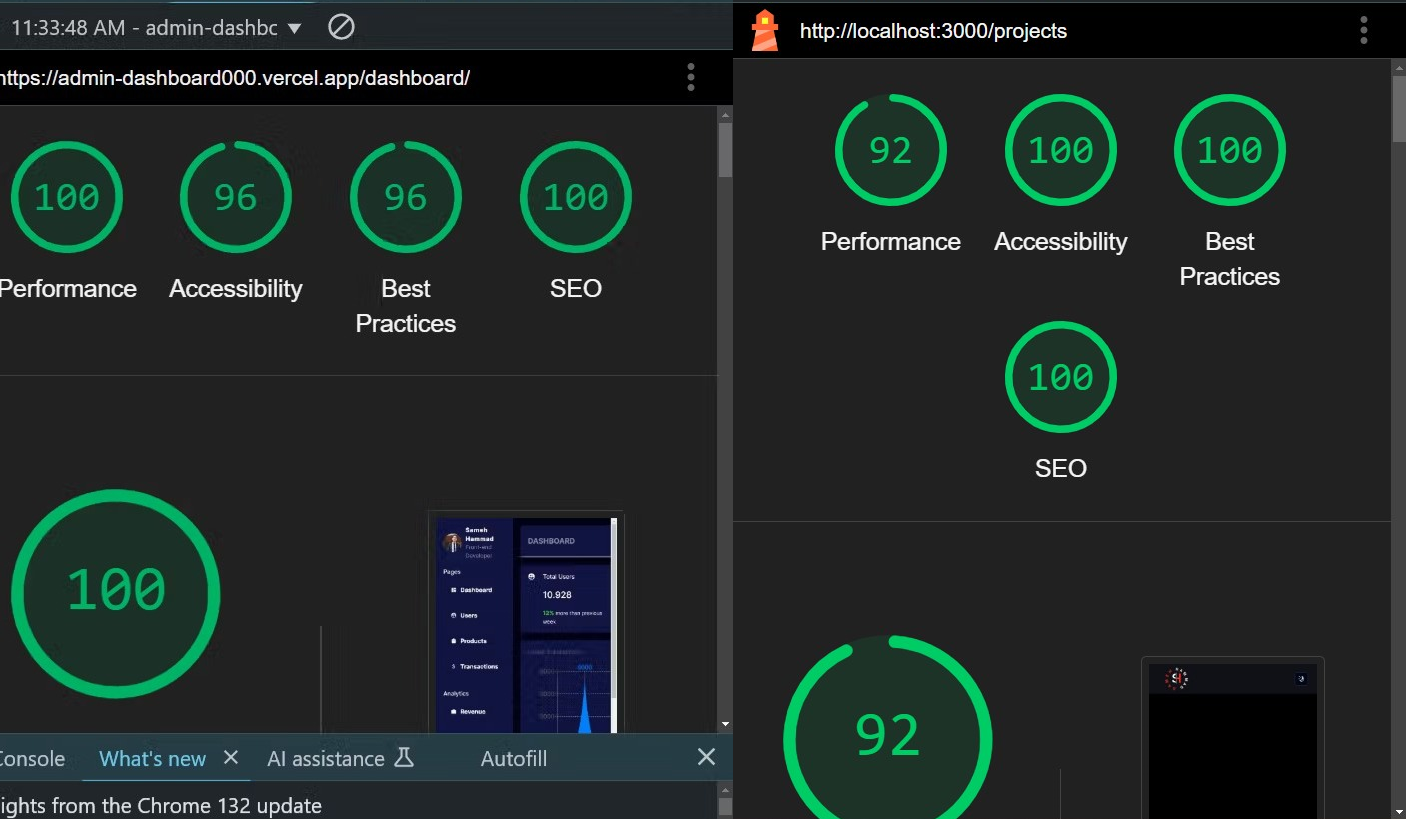 11:33:48 AM - admin-dashbc
https://admin-dashboard000.vercel.app/dashboard/
100
96
96
100
Performance
Accessibility
Best
Practices
SEO
100
Sameh
Hammad
Front-end
Developer
Pages
Dashboard
Users
Products
Transactions
Analytics
Revenue
DASHBOARD
Total Users
10.928
12% more than previous
week
Console
What's new
AI assistance
Autofill
ights from the Chrome 132 update
http://localhost:3000/projects
92
100
100
Performance
Accessibility
Best
Practices
100
SEO
92
SH